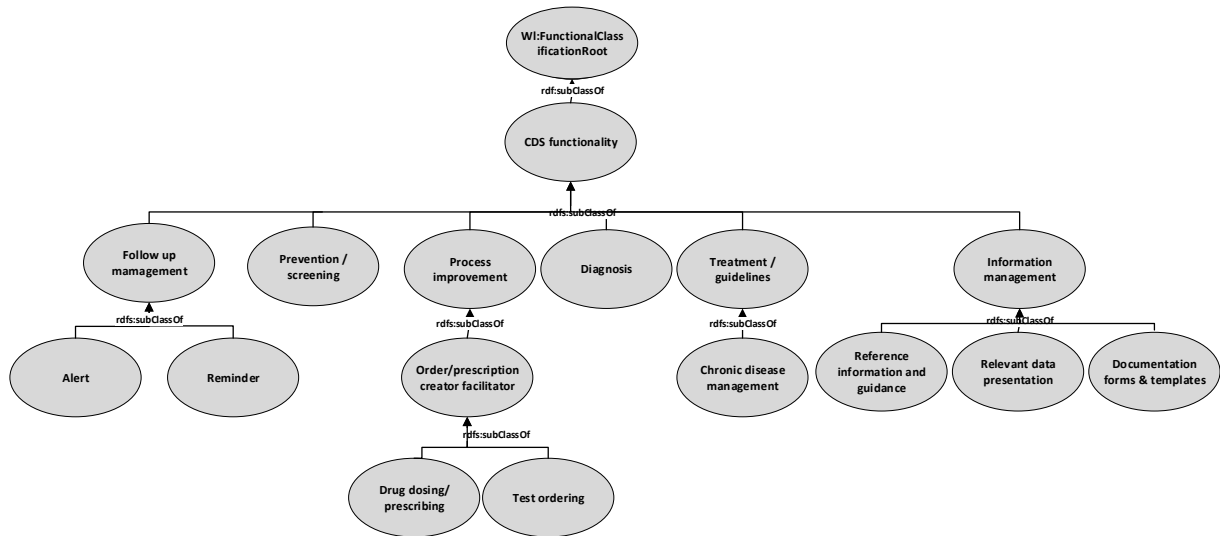 Wl:FunctionalClass
ificationRoot
rdf:subClassOf
CDS functionality
rdfs:subClassOf
Follow up
mamagement
Prevention /
screening
Process
improvement
Diagnosis
Treatment /
guidelines
Information
management
rdfs:subClassOf
rdfs:subClassOf
rdfs:subClassOf
rdfs:subClassOf
Alert
Reminder
Order/prescription
creator facilitator
Chronic disease
management
Reference
information and
guidance
Relevant data
presentation
Documentation
forms & templates
rdfs:subClassOf
Drug dosing/
prescribing
Test ordering